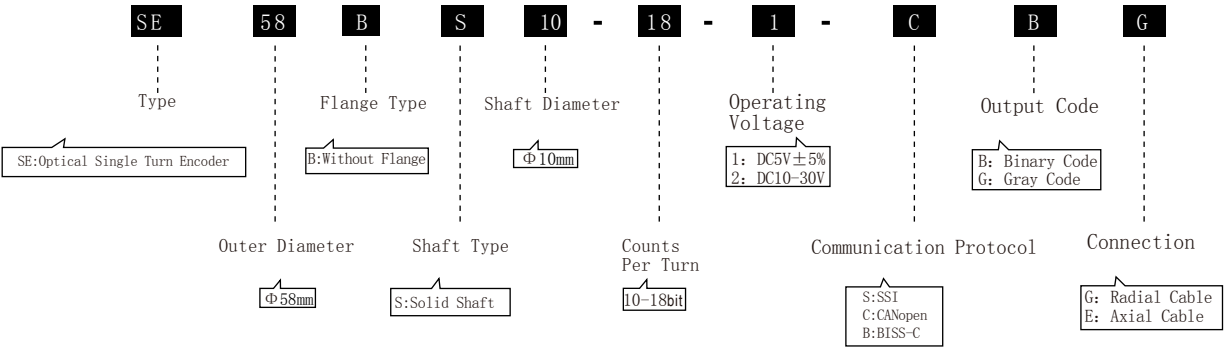 SE 58 B S 10 - 18 - 1 - C B G
Type
Flange Type
Shaft Diameter
Operating
Voltage
Output Code
SE:Optical Single Turn Encoder
B:Without Flange
Φ10mm
1: DC5V±5%
2: DC10-30V
B: Binary Code
G: Gray Code
Outer Diameter
Shaft Type
Counts
Per Turn
Communication Protocol
Connection
Φ58mm
S:Solid Shaft
10-18bit
S:SSI
C:CANopen
B:BISS-C
G: Radial Cable
E: Axial Cable